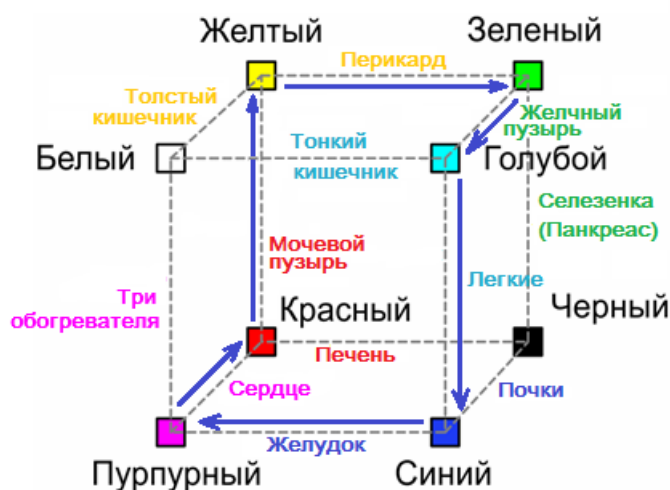 Желтый
Зеленый
Перикард
Толстый
кишечник
Желчный
пузырь
Белый
Тонкий
кишечник
Голубой
Селезенка
(Панкреас)
Мочевой
пузырь
Легкие
Три
обогревателя
Красный
Черный
Печень
Сердце
Почки
Желудок
Пурпурный
Синий